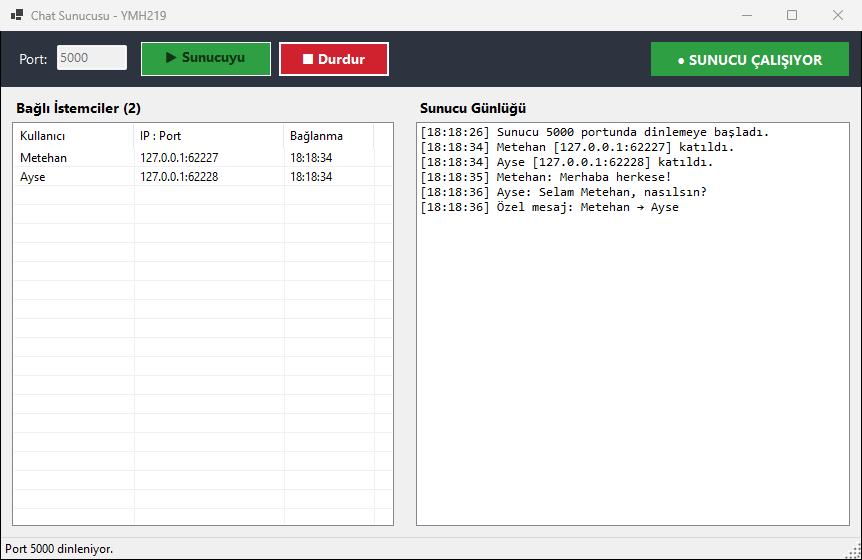 Chat Sunucusu - YMH219
Port: 5000 ▶ Sunucuyu ■ Durdur ● SUNUCU ÇALIŞIYOR
Bağlı İstemciler (2)
Kullanıcı IP : Port Bağlanma
Metehan 127.0.0.1:62227 18:18:34
Ayse 127.0.0.1:62228 18:18:34
Sunucu Günlüğü
[18:18:26] Sunucu 5000 portunda dinlemeye başladı.
[18:18:34] Metehan [127.0.0.1:62227] katıldı.
[18:18:34] Ayse [127.0.0.1:62228] katıldı.
[18:18:35] Metehan: Merhaba herkese!
[18:18:36] Ayse: Selam Metehan, nasılsın?
[18:18:36] Özel mesaj: Metehan → Ayse
Port 5000 dinleniyor.